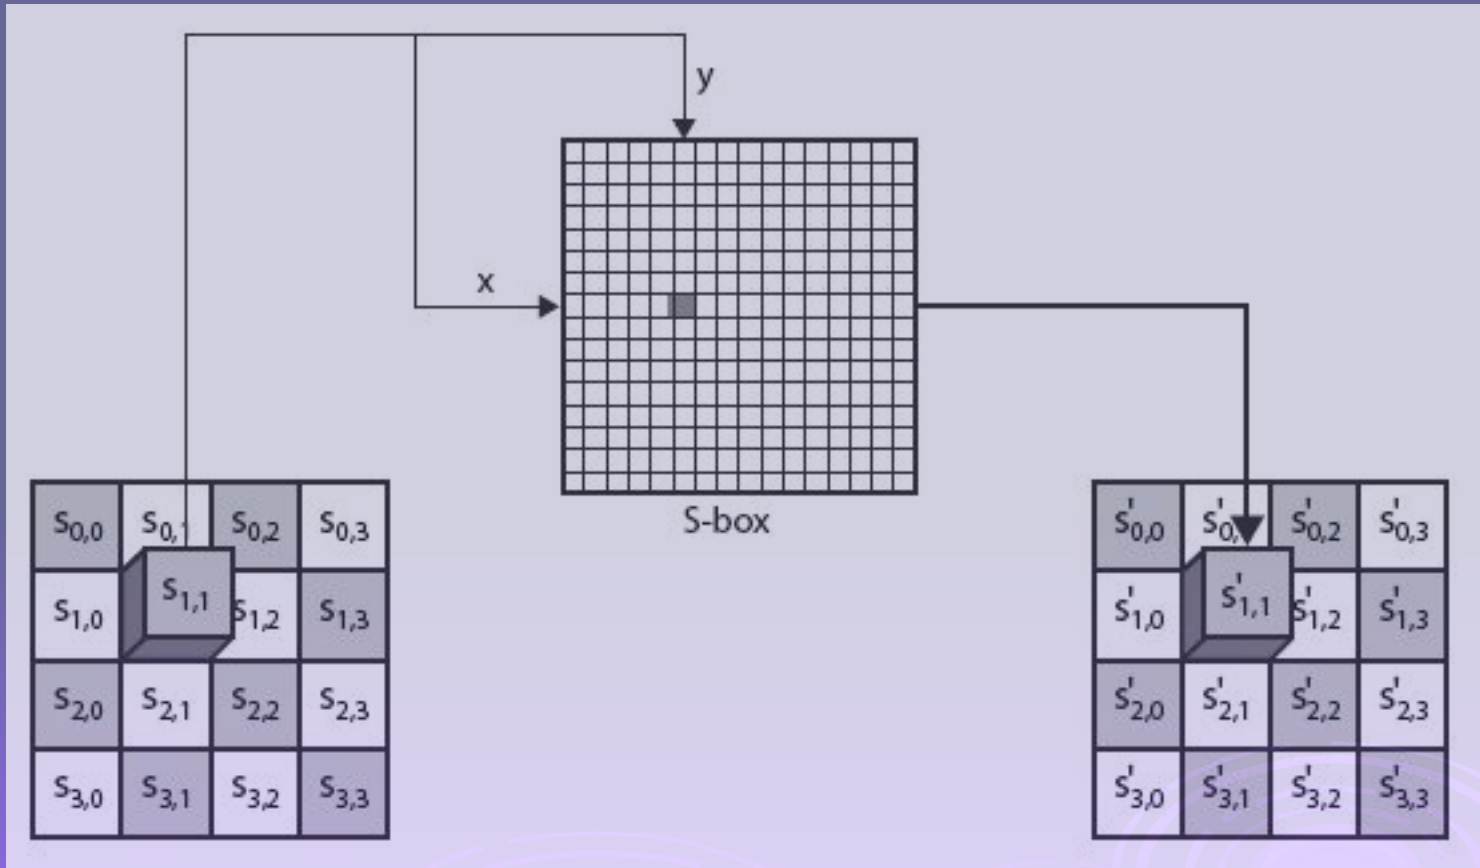 y
x
S-box
s0,0 s0,1 s0,2 s0,3
s1,0 s1,1 s1,2 s1,3
s2,0 s2,1 s2,2 s2,3
s3,0 s3,1 s3,2 s3,3
s'0,0 s'0, s'0,2 s'0,3
s'1,0 s'1,1 s'1,2 s'1,3
s'2,0 s'2,1 s'2,2 s'2,3
s'3,0 s'3,1 s'3,2 s'3,3